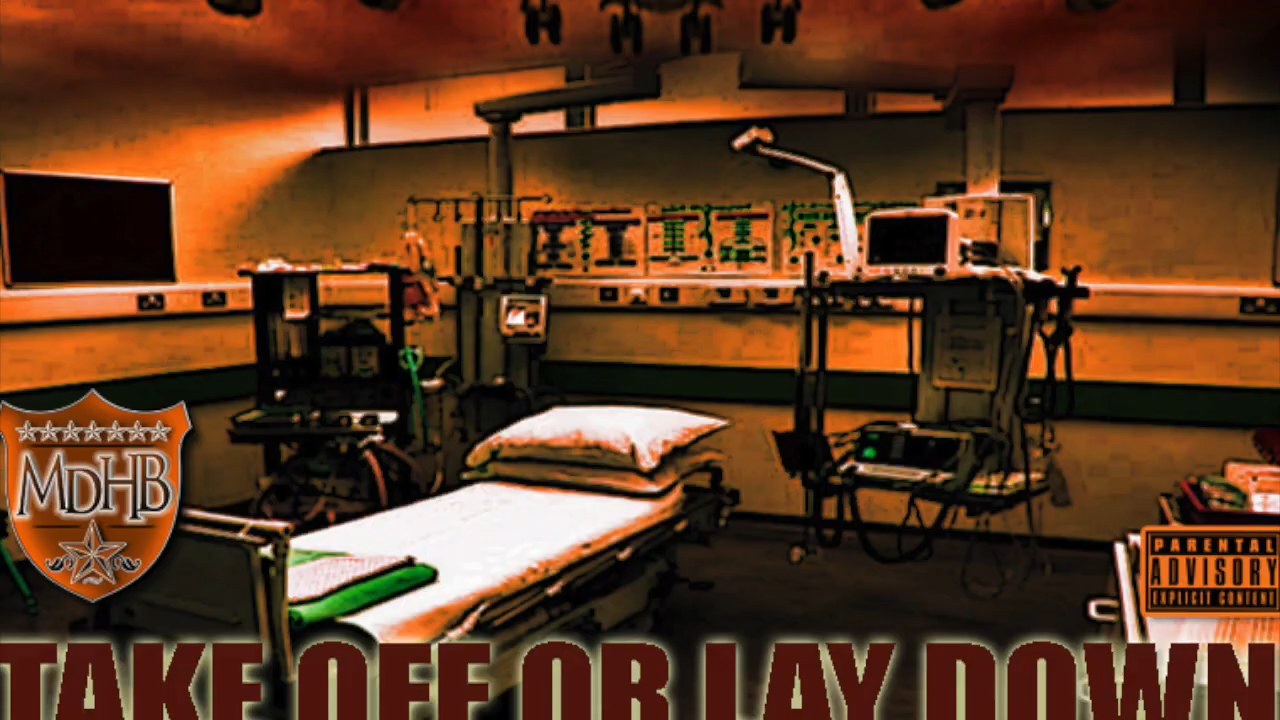 MDHB
PARENTAL
ADVISORY
EXPLICIT CONTENT
TAKE OFF OR LAY DOWN